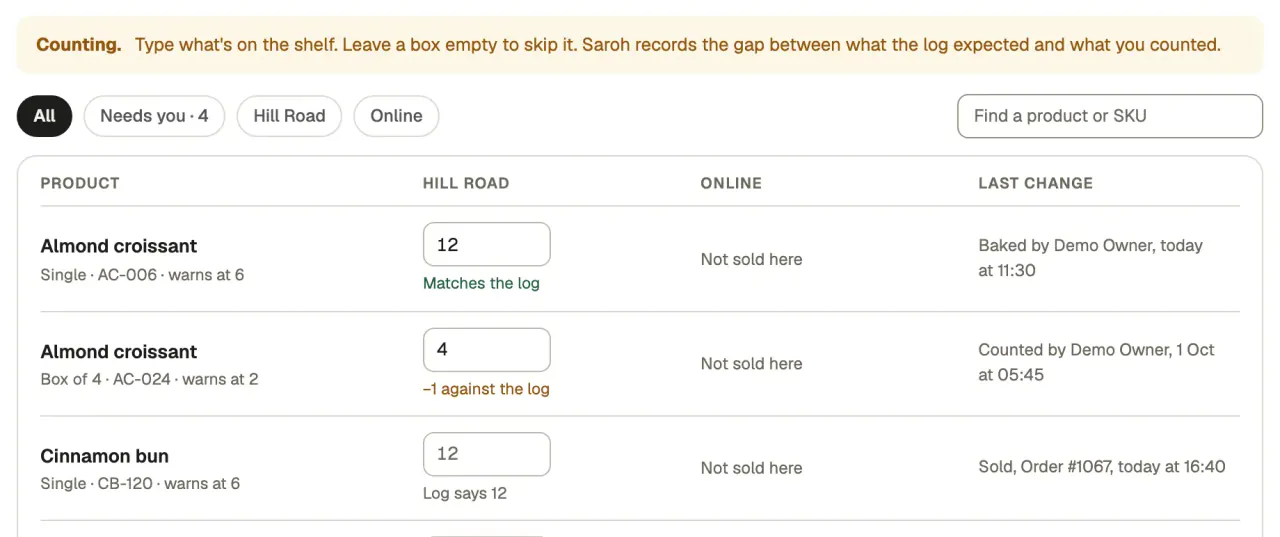 Counting. Type what's on the shelf. Leave a box empty to skip it. Saroh records the gap between what the log expected and what you counted.
All Needs you · 4 Hill Road Online Find a product or SKU
PRODUCT HILL ROAD ONLINE LAST CHANGE
Almond croissant
Single · AC-006 · warns at 6
12
Matches the log
Not sold here
Baked by Demo Owner, today
at 11:30
Almond croissant
Box of 4 · AC-024 · warns at 2
4
−1 against the log
Not sold here
Counted by Demo Owner, 1 Oct
at 05:45
Cinnamon bun
Single · CB-120 · warns at 6
12
Log says 12
Not sold here
Sold, Order #1067, today at 16:40